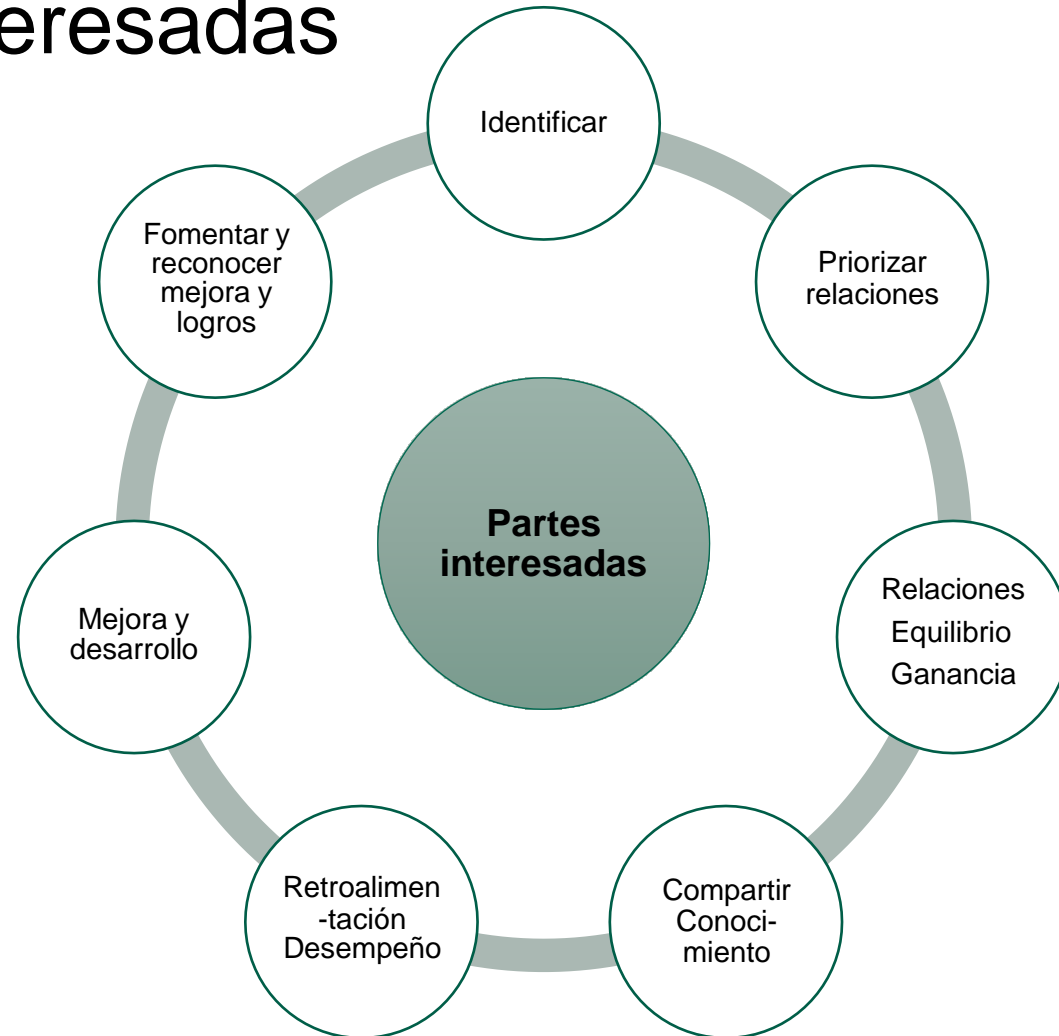 eresadas
Identificar
Priorizar
relaciones
Relaciones
Equilibrio
Ganancia
Compartir
Conoci-
miento
Retroalimen
-tación
Desempeño
Mejora y
desarrollo
Fomentar y
reconocer
mejora y
logros
Partes
interesadas